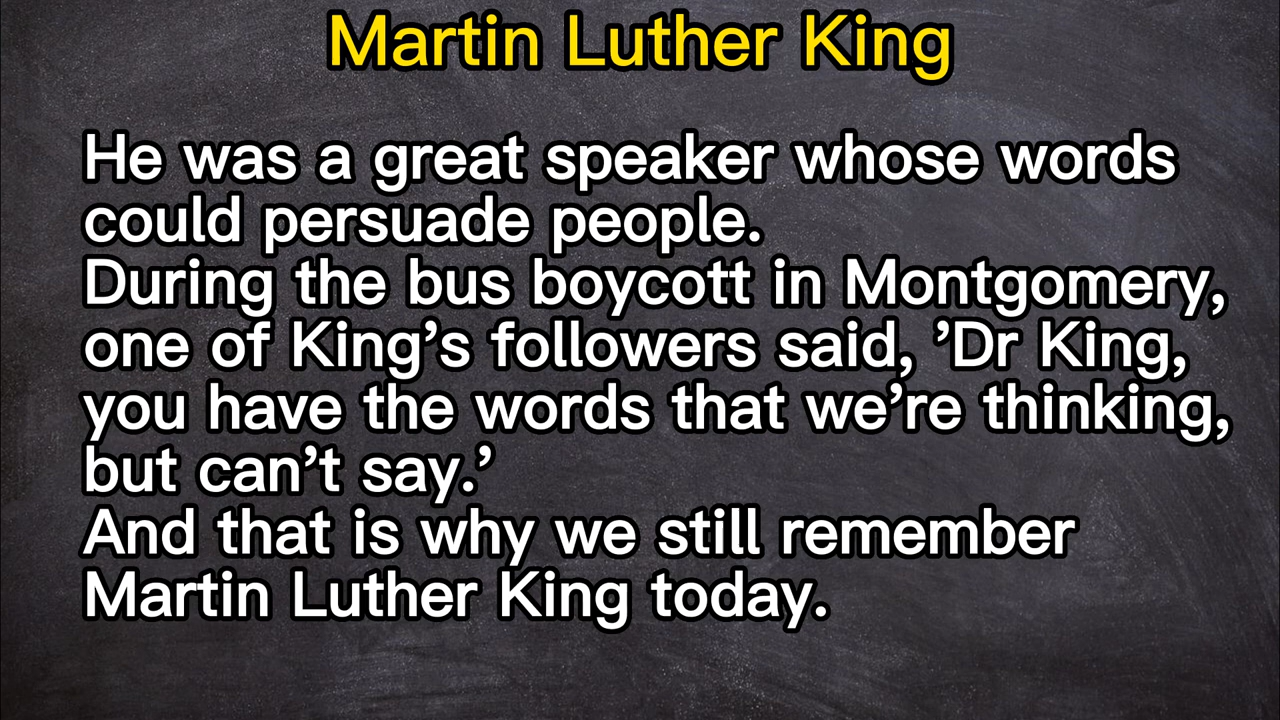 Martin Luther King
He was a great speaker whose words
could persuade people.
During the bus boycott in Montgomery,
one of King’s followers said, ’Dr King,
you have the words that we’re thinking,
but can’t say.’
And that is why we still remember
Martin Luther King today.